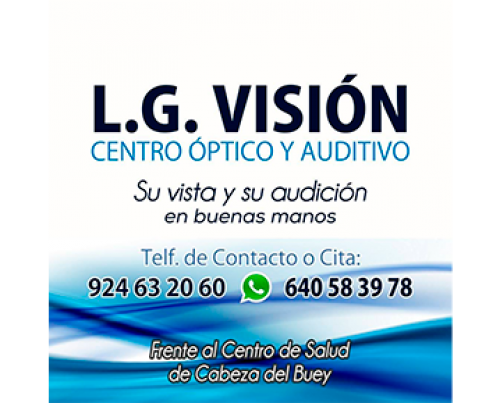 L.G. VISIÓN
CENTRO ÓPTICO Y AUDITIVO
Su vista y su audición
en buenas manos
Telf. de Contacto o Cita:
924 63 20 60 640 58 39 78
Frente al Centro de Salud
de Cabeza del Buey